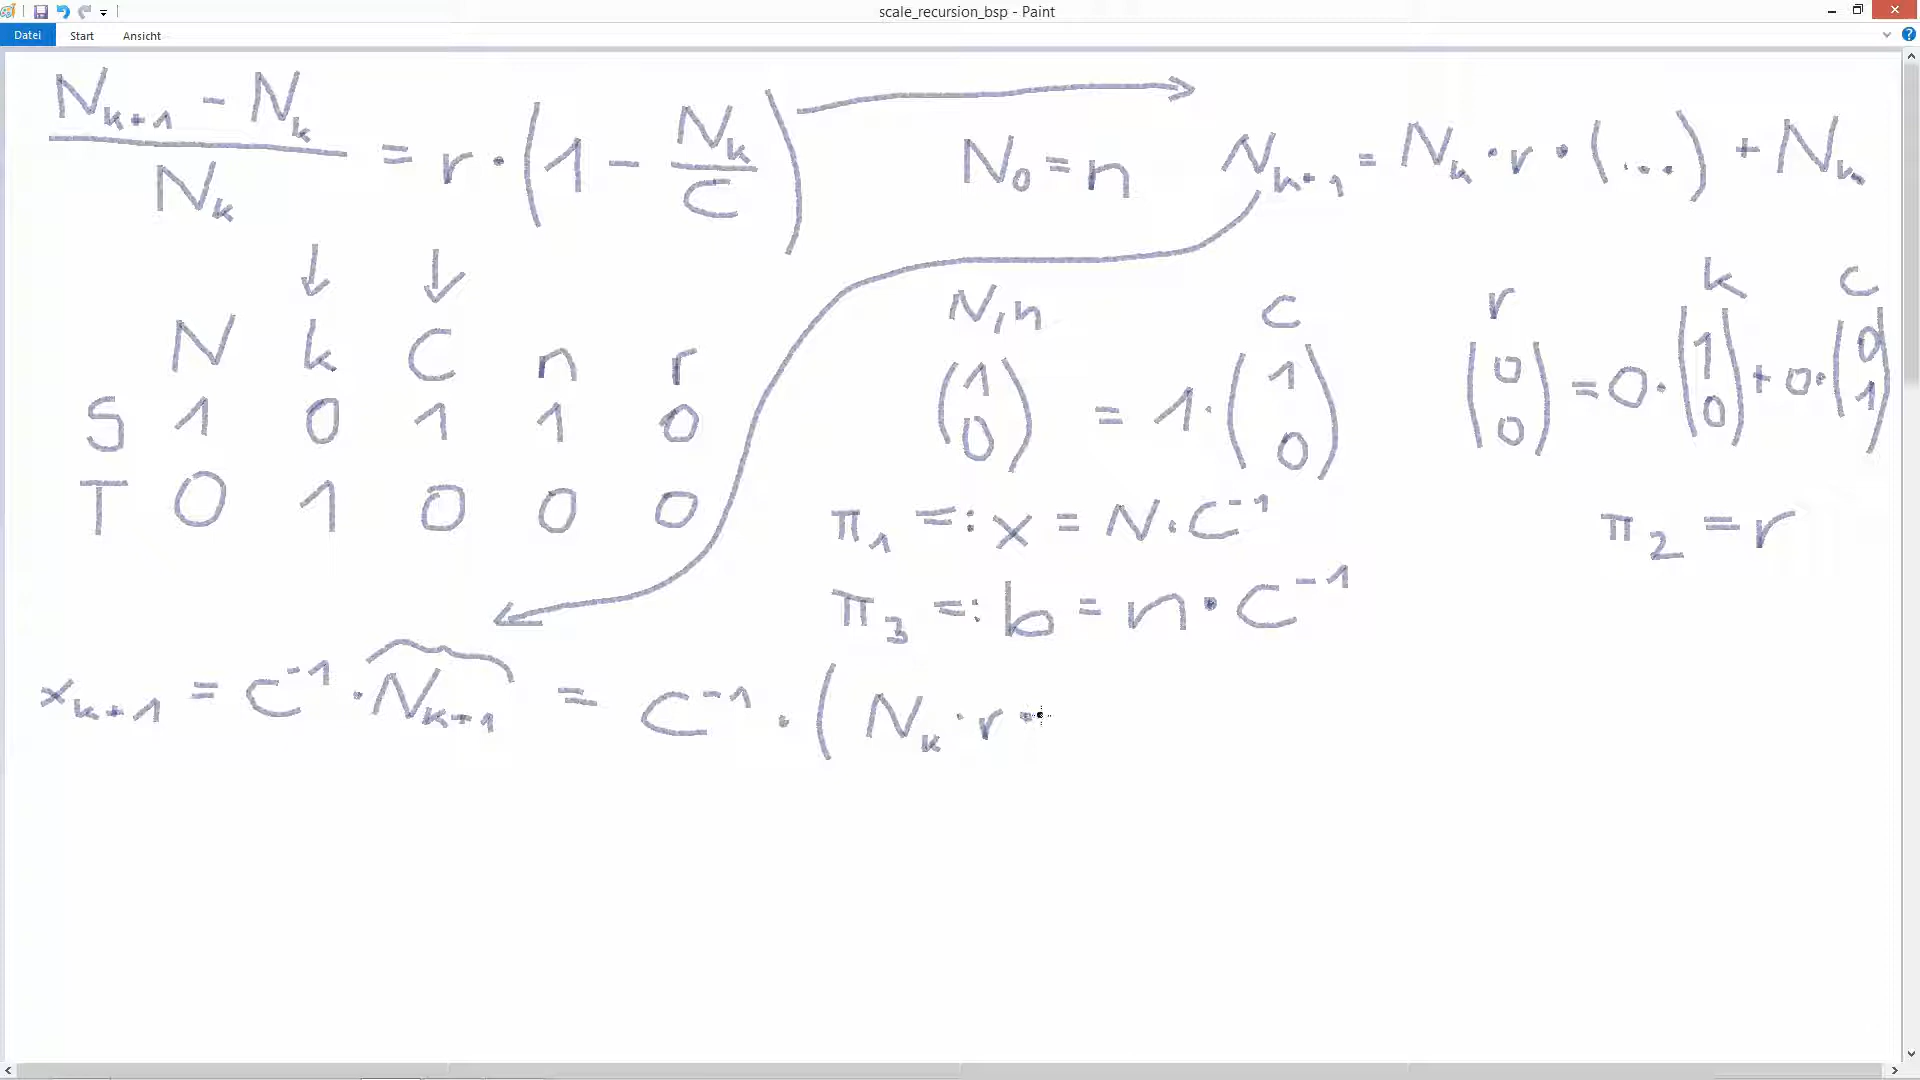 scale_recursion_bsp - Paint
Datei Start Ansicht
(N_{k+1} - N_k) / N_k = r · (1 - N_k / C) → N_0 = n N_{k+1} = N_k · r · (...) + N_k
↓ ↓
N k C n r
S 1 0 1 1 0
T 0 1 0 0 0
N, n C
(1 0) = 1 · (1 0)
r k C
(0 0) = 0 · (1 0) + 0 · (0 1)
π_1 =: x = N · C^{-1} π_2 = r
π_3 =: b = n · C^{-1}
x_{k+1} = C^{-1} · N_{k+1} = C^{-1} · ( N_k · r ·